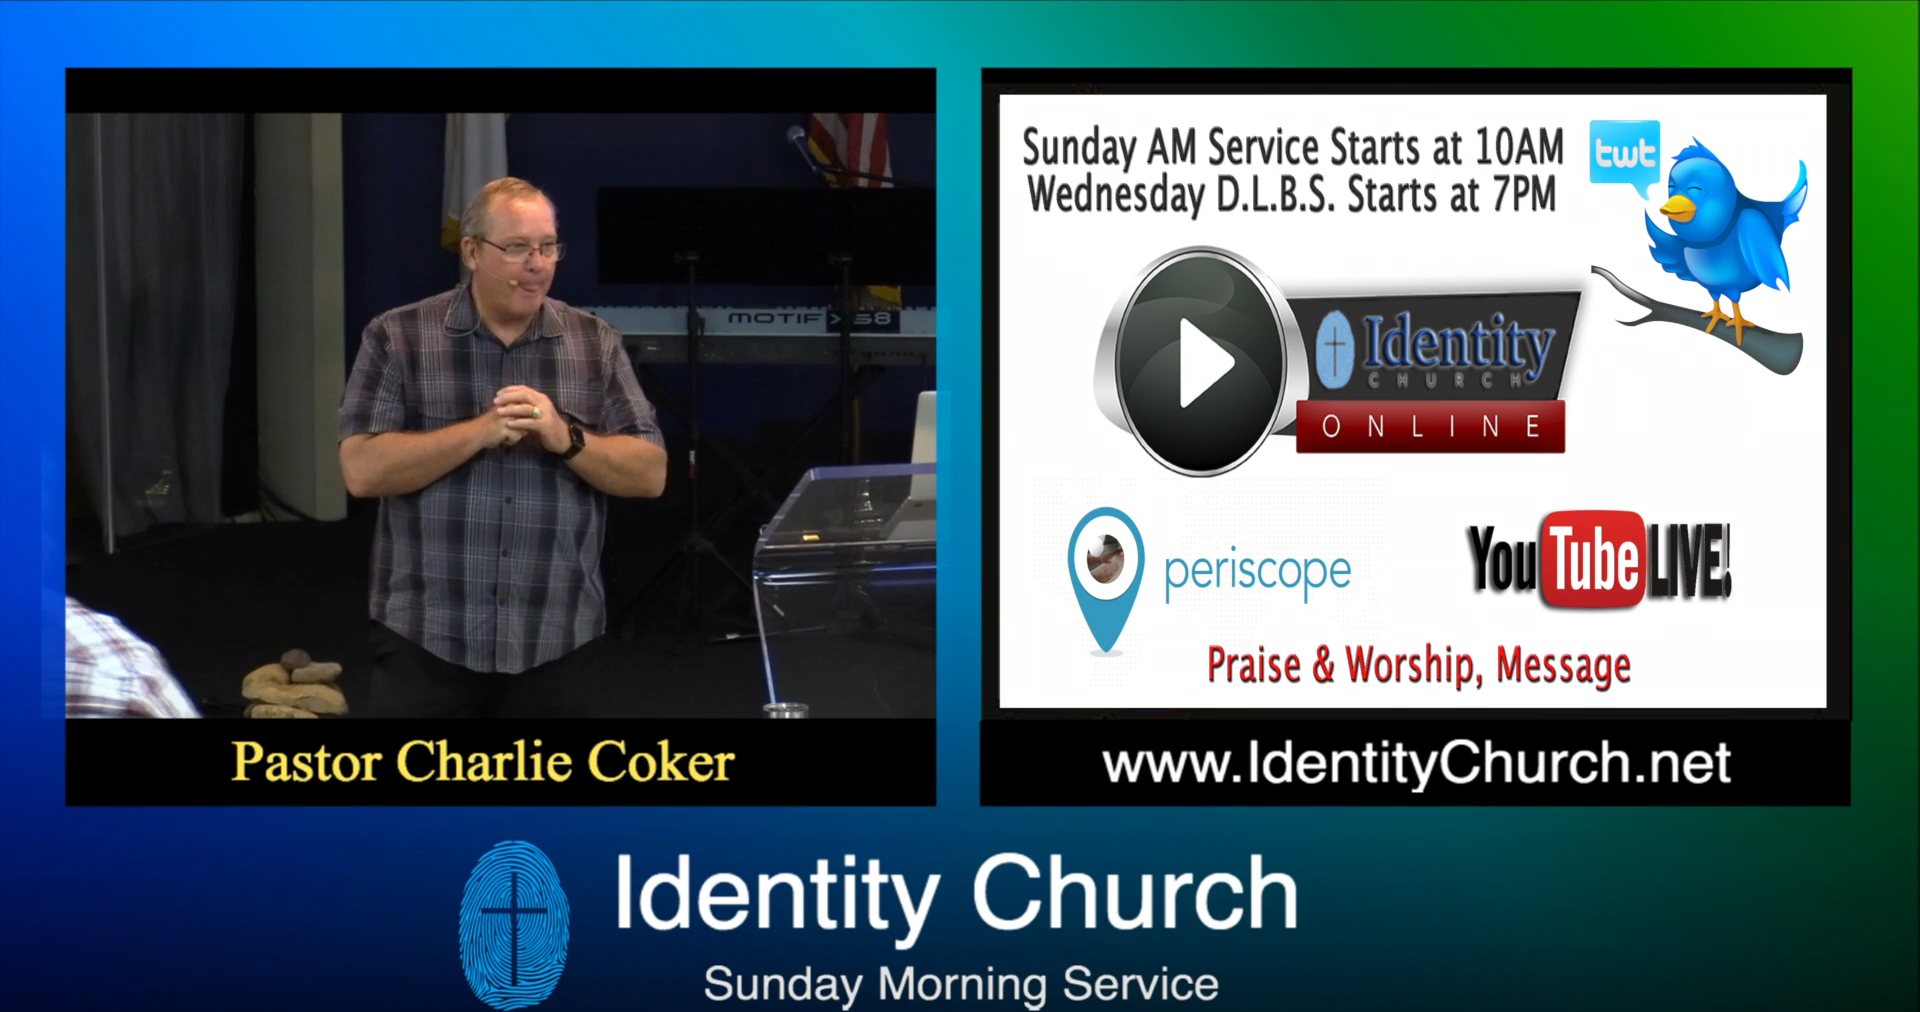 MOTIF XS8
Pastor Charlie Coker
Sunday AM Service Starts at 10AM
Wednesday D.L.B.S. Starts at 7PM
twt
Identity
CHURCH
ONLINE
periscope
YouTube LIVE!
Praise & Worship, Message
www.IdentityChurch.net
Identity Church
Sunday Morning Service